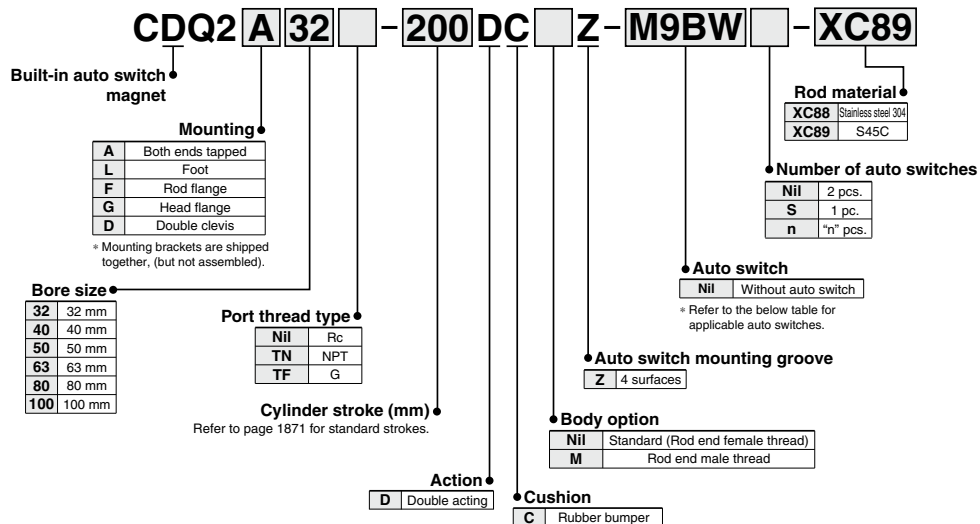 CDQ2 A 32 – 200 D C Z – M9BW – XC89
Built-in auto switch
magnet
Rod material
XC88 Stainless steel 304
XC89 S45C
Mounting
A Both ends tapped
L Foot
F Rod flange
G Head flange
D Double clevis
* Mounting brackets are shipped
together, (but not assembled).
Number of auto switches
Nil 2 pcs.
S 1 pc.
n "n" pcs.
Auto switch
Nil Without auto switch
* Refer to the below table for
applicable auto switches.
Bore size
32 32 mm
40 40 mm
50 50 mm
63 63 mm
80 80 mm
100 100 mm
Port thread type
Nil Rc
TN NPT
TF G
Auto switch mounting groove
Z 4 surfaces
Cylinder stroke (mm)
Refer to page 1871 for standard strokes.
Body option
Nil Standard (Rod end female thread)
M Rod end male thread
Action
D Double acting
Cushion
C Rubber bumper